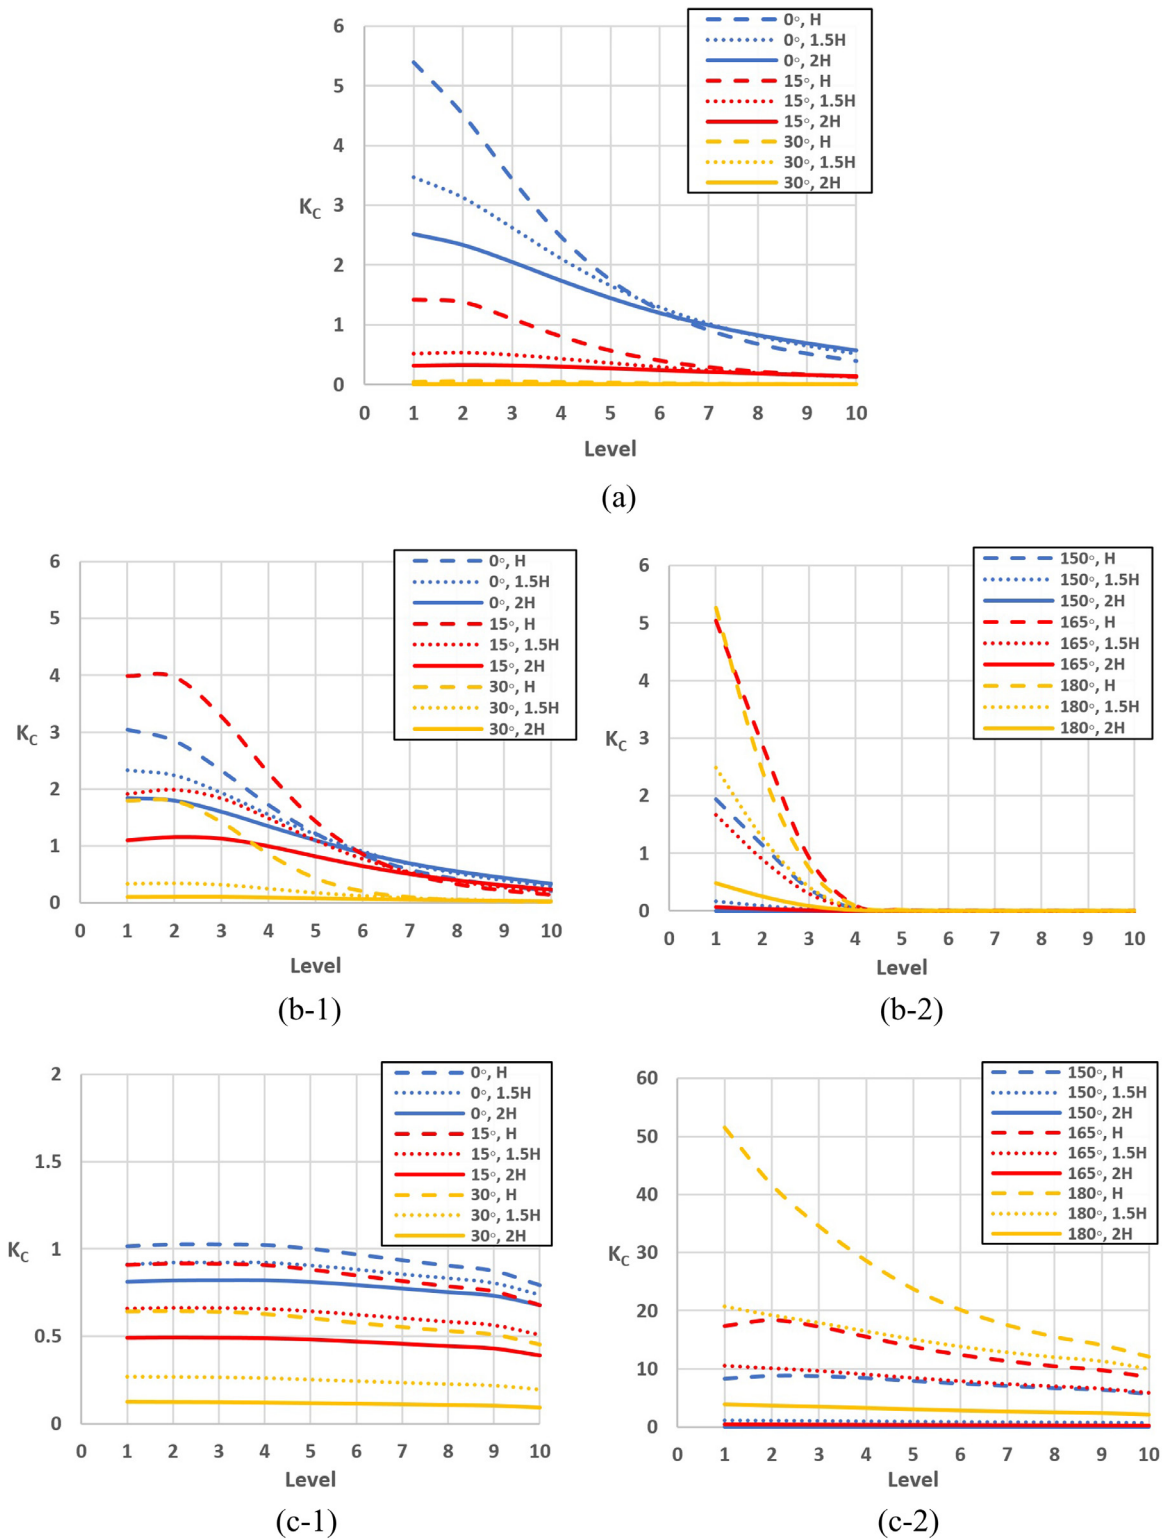 6
5
4
3
2
1
0
K_C
0 1 2 3 4 5 6 7 8 9 10
Level
0°, H
0°, 1.5H
0°, 2H
15°, H
15°, 1.5H
15°, 2H
30°, H
30°, 1.5H
30°, 2H
(a)
6
5
4
3
2
1
0
K_C
0 1 2 3 4 5 6 7 8 9 10
Level
0°, H
0°, 1.5H
0°, 2H
15°, H
15°, 1.5H
15°, 2H
30°, H
30°, 1.5H
30°, 2H
(b-1)
6
5
4
3
2
1
0
K_C
0 1 2 3 4 5 6 7 8 9 10
Level
150°, H
150°, 1.5H
150°, 2H
165°, H
165°, 1.5H
165°, 2H
180°, H
180°, 1.5H
180°, 2H
(b-2)
2
1.5
1
0.5
0
K_C
0 1 2 3 4 5 6 7 8 9 10
Level
0°, H
0°, 1.5H
0°, 2H
15°, H
15°, 1.5H
15°, 2H
30°, H
30°, 1.5H
30°, 2H
(c-1)
60
50
40
30
20
10
0
K_C
0 1 2 3 4 5 6 7 8 9 10
Level
150°, H
150°, 1.5H
150°, 2H
165°, H
165°, 1.5H
165°, 2H
180°, H
180°, 1.5H
180°, 2H
(c-2)